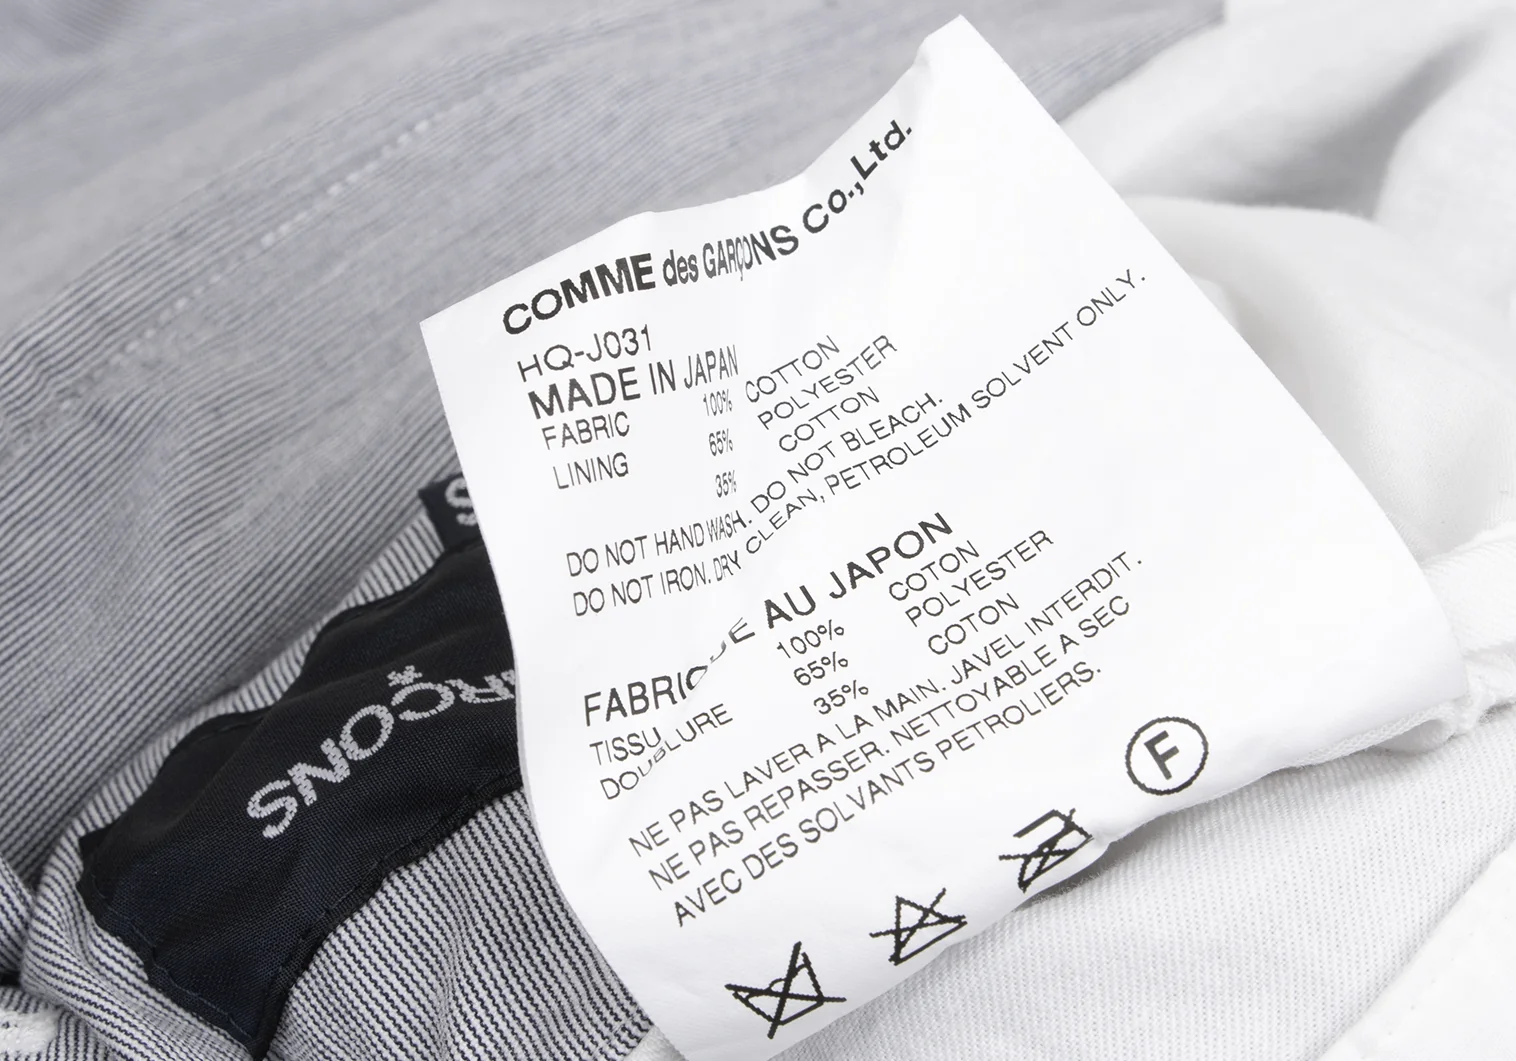 COMME des GARÇONS Co.,Ltd.
HQ-J031
MADE IN JAPAN
FABRIC 100% COTTON
LINING 65% POLYESTER
35% COTTON
DO NOT HAND WASH. DO NOT BLEACH.
DO NOT IRON. DRY CLEAN, PETROLEUM SOLVENT ONLY.
FABRIQUE AU JAPON
TISSU 100% COTON
DOUBLURE 65% POLYESTER
35% COTON
NE PAS LAVER A LA MAIN. JAVEL INTERDIT.
NE PAS REPASSER. NETTOYABLE A SEC
AVEC DES SOLVANTS PETROLIERS.
F
S
RÇONS